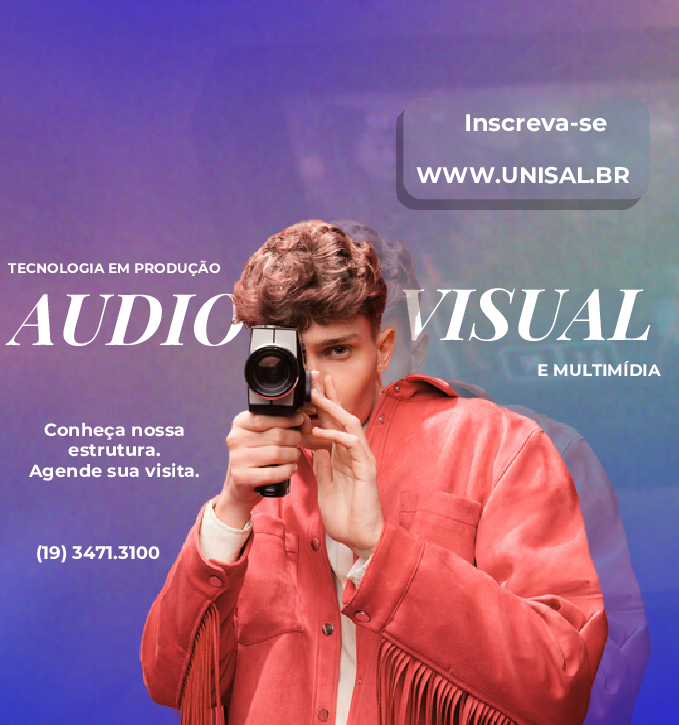 Inscreva-se
WWW.UNISAL.BR
TECNOLOGIA EM PRODUÇÃO
AUDIO VISUAL
E MULTIMÍDIA
Conheça nossa
estrutura.
Agende sua visita.
(19) 3471.3100